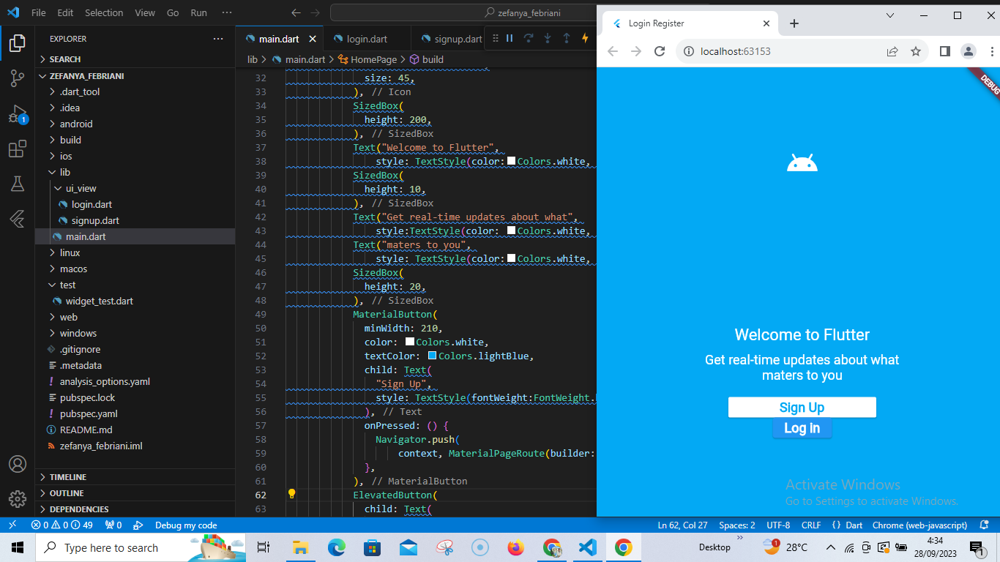 File Edit Selection View Go Run ···
zefanya_febriani
EXPLORER ···
SEARCH
ZEFANYA_FEBRIANI
.dart_tool
.idea
android
build
ios
lib
ui_view
login.dart
signup.dart
main.dart
linux
macos
test
widget_test.dart
web
windows
.gitignore
.metadata
analysis_options.yaml
pubspec.lock
pubspec.yaml
README.md
zefanya_febriani.iml
TIMELINE
OUTLINE
DEPENDENCIES
1
main.dart login.dart signup.dart
lib > main.dart > HomePage > build
32 size: 45,
33 ), // Icon
34 SizedBox(
35 height: 200,
36 ), // SizedBox
37 Text("Welcome to Flutter",
38 style: TextStyle(color: Colors.white,
39 SizedBox(
40 height: 10,
41 ), // SizedBox
42 Text("Get real-time updates about what",
43 style:TextStyle(color: Colors.white,
44 Text("maters to you",
45 style: TextStyle(color: Colors.white,
46 SizedBox(
47 height: 20,
48 ), // SizedBox
49 MaterialButton(
50 minWidth: 210,
51 color: Colors.white,
52 textColor: Colors.lightBlue,
53 child: Text(
54 "Sign Up",
55 style: TextStyle(fontWeight:FontWeight.
56 ), // Text
57 onPressed: () {
58 Navigator.push(
59 context, MaterialPageRoute(builder:
60 },
61 ), // MaterialButton
62 ElevatedButton(
63 child: Text(
Login Register
localhost:63153
DEBUG
Welcome to Flutter
Get real-time updates about what
maters to you
Sign Up
Log in
Activate Windows
Go to Settings to activate Windows.
0 0 49 0 Debug my code Ln 62, Col 27 Spaces: 2 UTF-8 CRLF {} Dart Chrome (web-javascript)
Type here to search
Desktop
1
28°C
4:34
28/09/2023
1